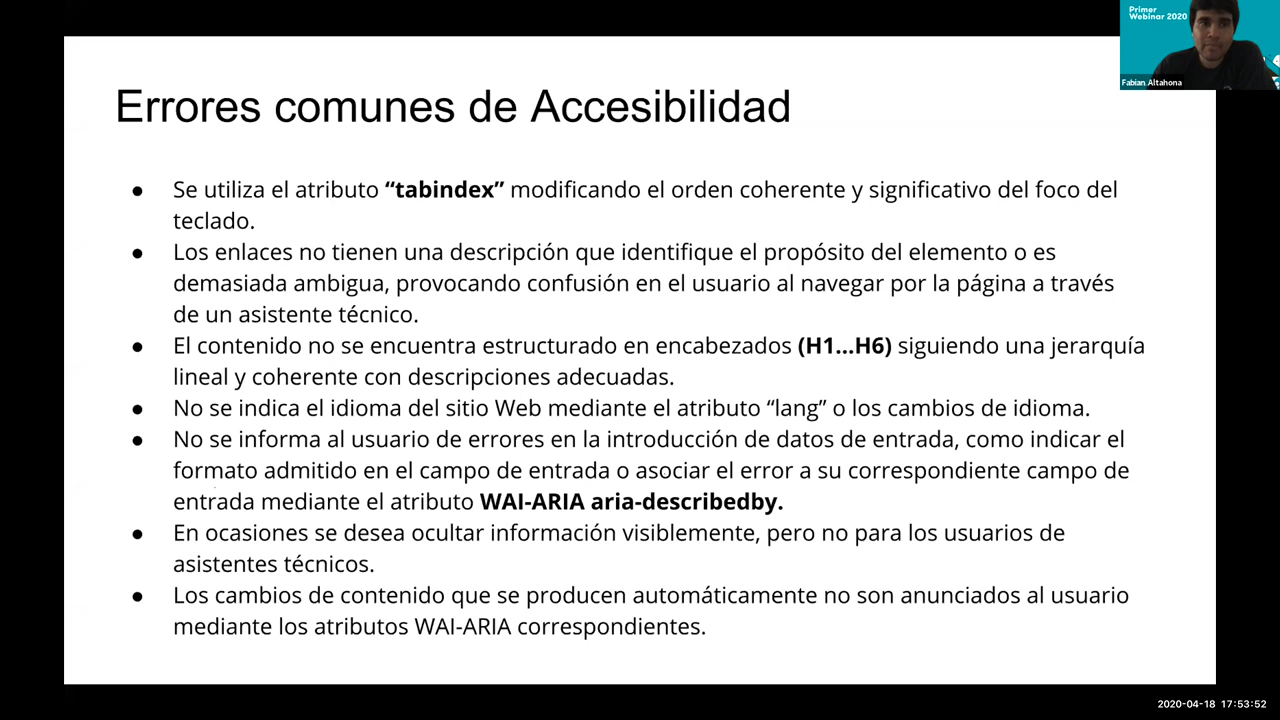 Primer
Webinar 2020
Fabian Altahona
Errores comunes de Accesibilidad
● Se utiliza el atributo “tabindex” modificando el orden coherente y significativo del foco del
teclado.
● Los enlaces no tienen una descripción que identifique el propósito del elemento o es
demasiada ambigua, provocando confusión en el usuario al navegar por la página a través
de un asistente técnico.
● El contenido no se encuentra estructurado en encabezados (H1...H6) siguiendo una jerarquía
lineal y coherente con descripciones adecuadas.
● No se indica el idioma del sitio Web mediante el atributo “lang” o los cambios de idioma.
● No se informa al usuario de errores en la introducción de datos de entrada, como indicar el
formato admitido en el campo de entrada o asociar el error a su correspondiente campo de
entrada mediante el atributo WAI-ARIA aria-describedby.
● En ocasiones se desea ocultar información visiblemente, pero no para los usuarios de
asistentes técnicos.
● Los cambios de contenido que se producen automáticamente no son anunciados al usuario
mediante los atributos WAI-ARIA correspondientes.
2020-04-18 17:53:52